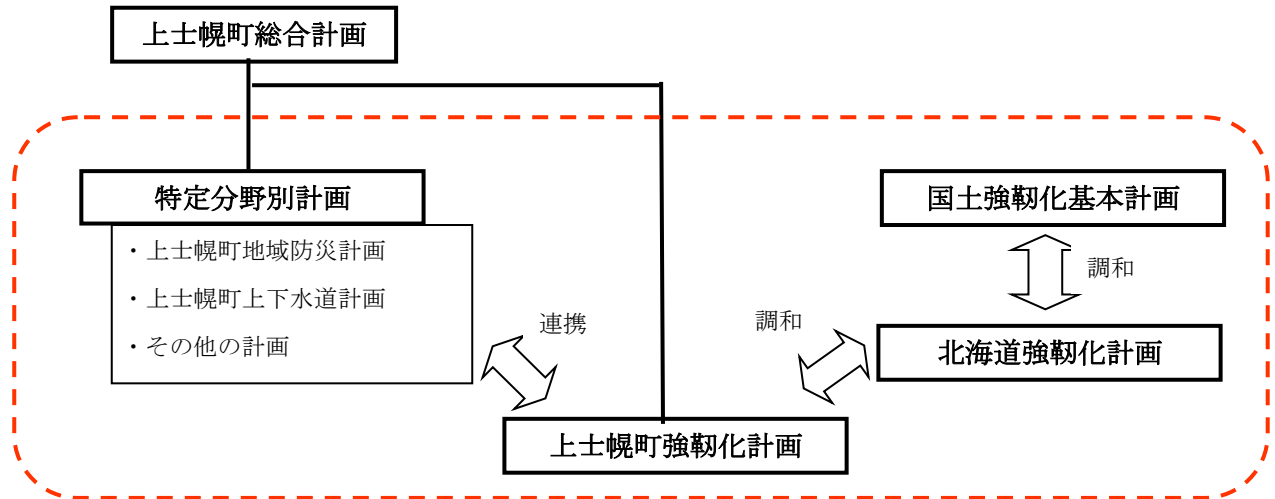 上士幌町総合計画
特定分野別計画
・上士幌町地域防災計画
・上士幌町上下水道計画
・その他の計画
国土強靭化基本計画
調和
北海道強靭化計画
連携
調和
上士幌町強靭化計画